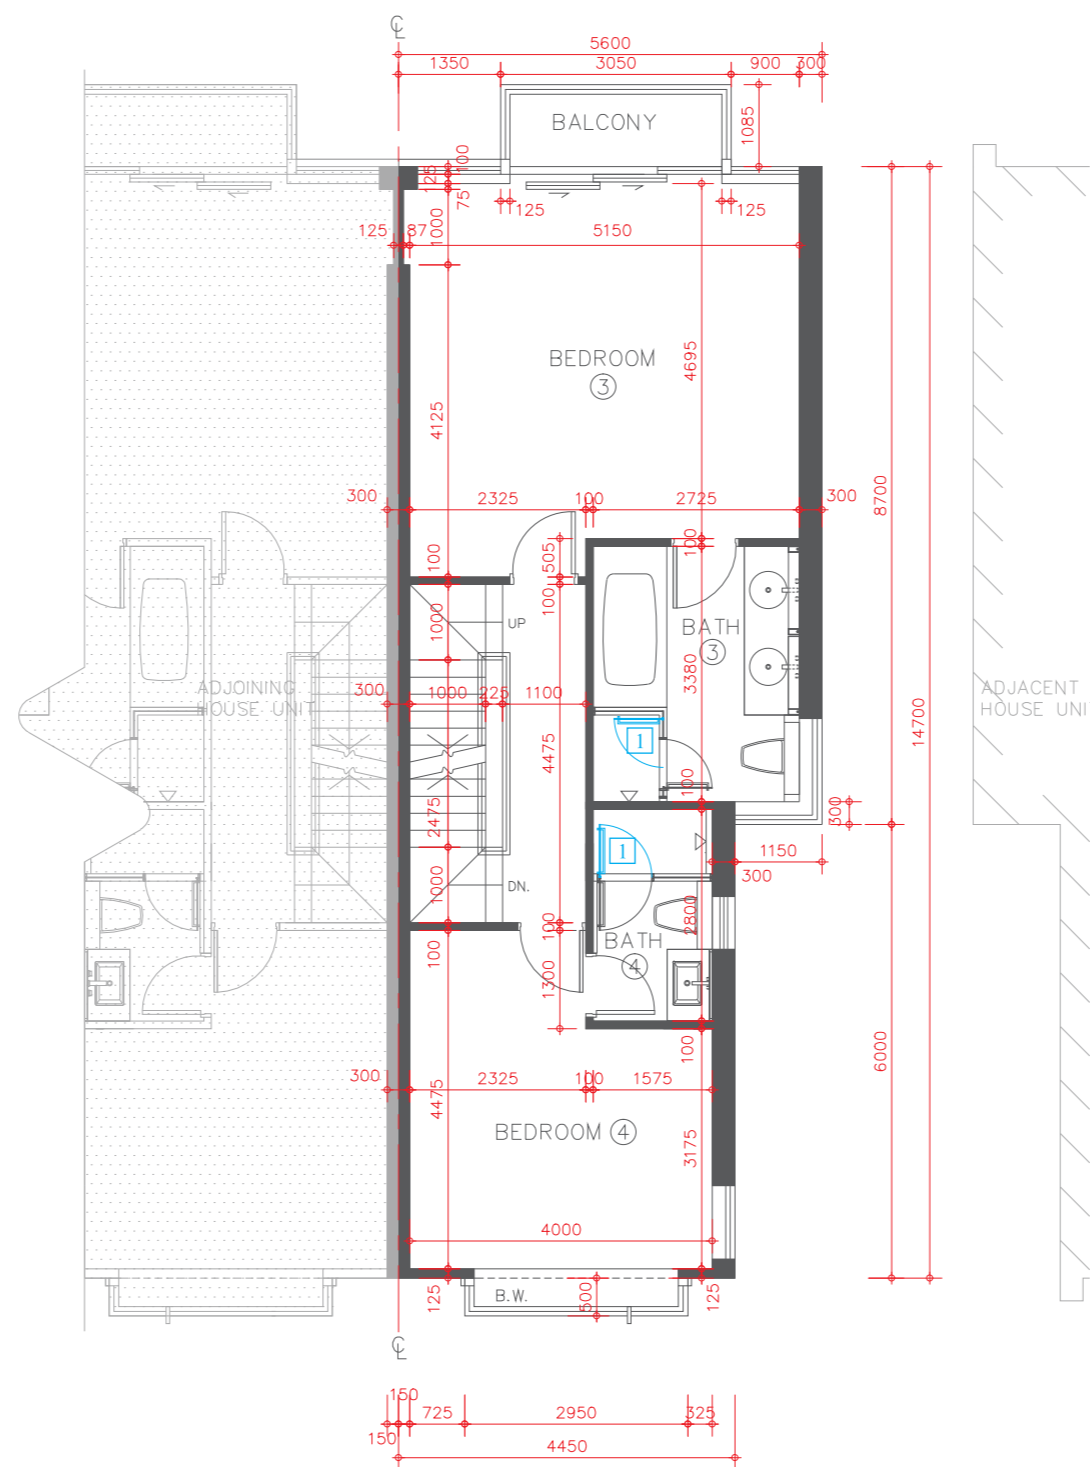 ℄
5600
1350 3050 900 300
BALCONY
1085
100
125
75
125 125
125 87 1000 5150
BEDROOM
3
4695
4125
8700
300 2325 100 2725 300
100 505 100
100
1000 UP
BATH
3
3380
ADJOINING
HOUSE UNIT
300 1000 225 1100
ADJACENT
HOUSE UNI
14700
4475
1
100
2475
300
1
1150
300
1000 DN.
2800
100
100
BATH
4
1300
100
6000
300 2325 100 1575
4475
BEDROOM 4
3175
4000
B.W.
500
125 125
℄
150
725 2950 325
150
4450